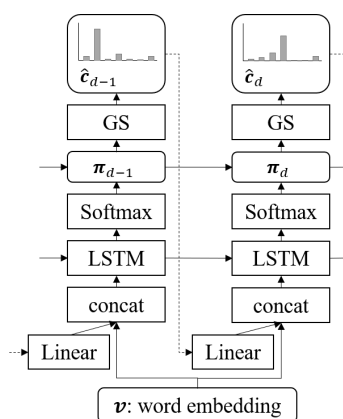 ĉ_{d−1} ĉ_d
GS GS
π_{d−1} π_d
Softmax Softmax
LSTM LSTM
concat concat
Linear Linear
v: word embedding